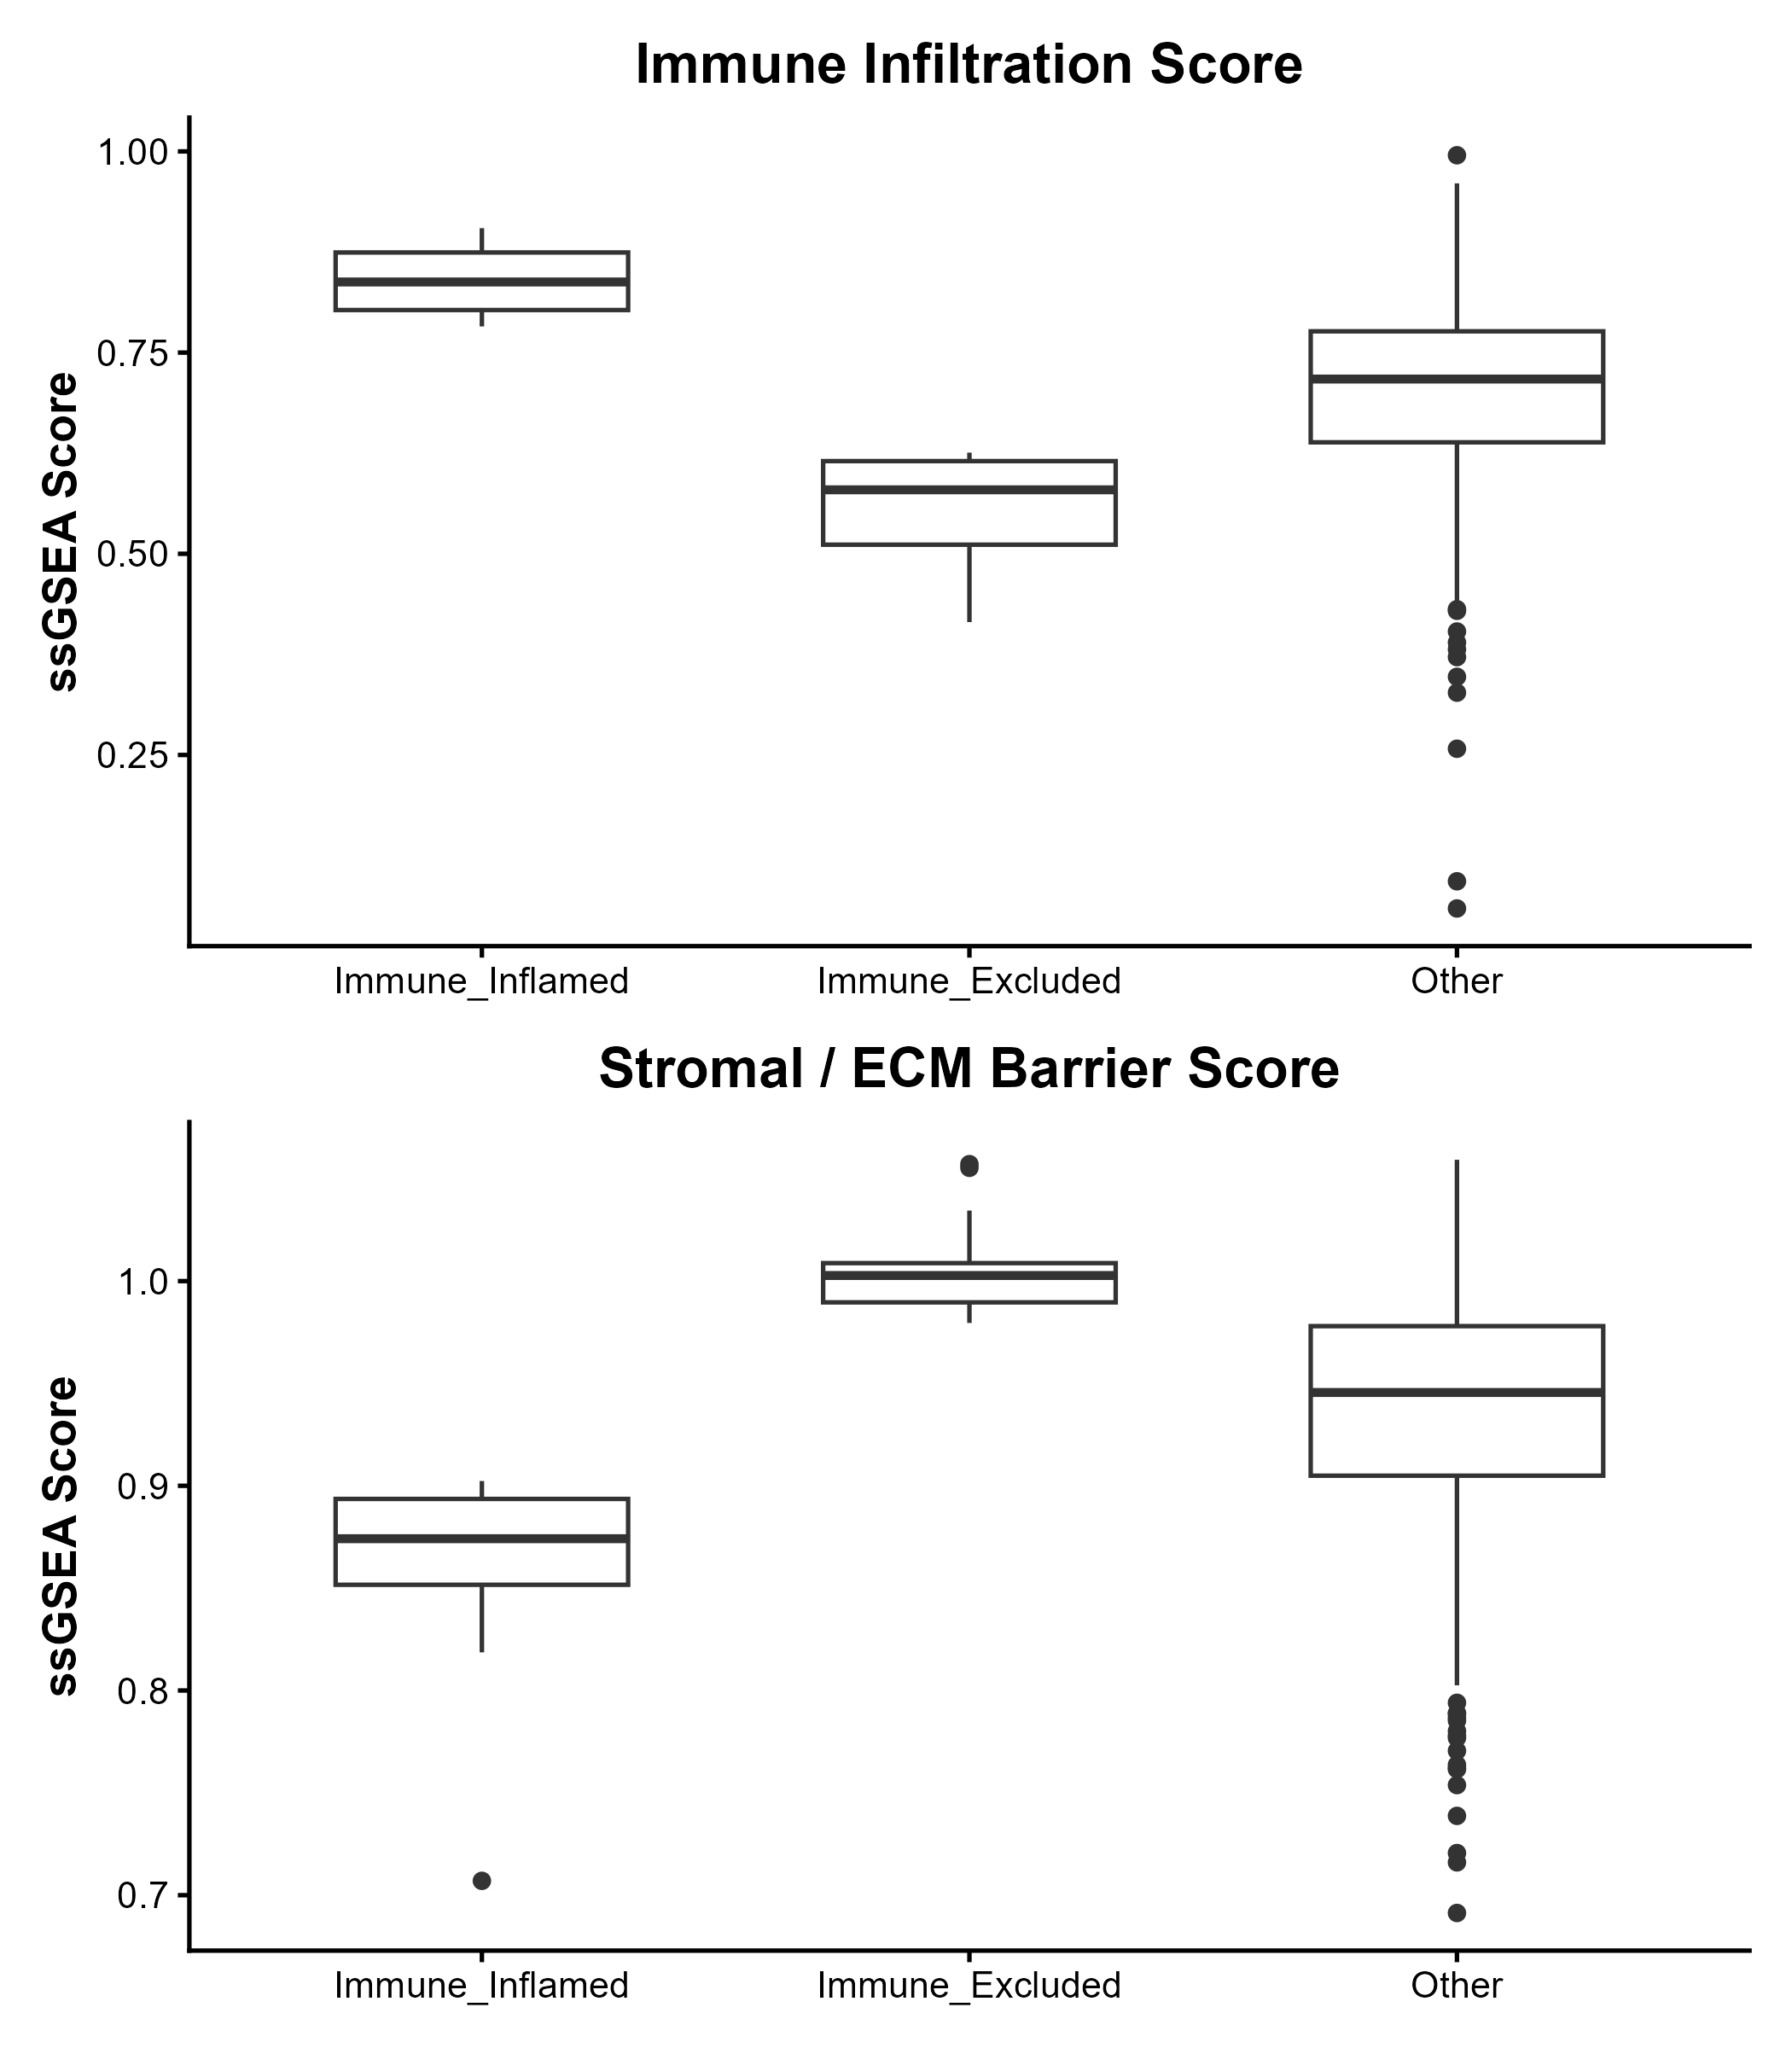 Immune Infiltration Score
ssGSEA Score
1.00
0.75
0.50
0.25
Immune_Inflamed Immune_Excluded Other
Stromal / ECM Barrier Score
ssGSEA Score
1.0
0.9
0.8
0.7
Immune_Inflamed Immune_Excluded Other